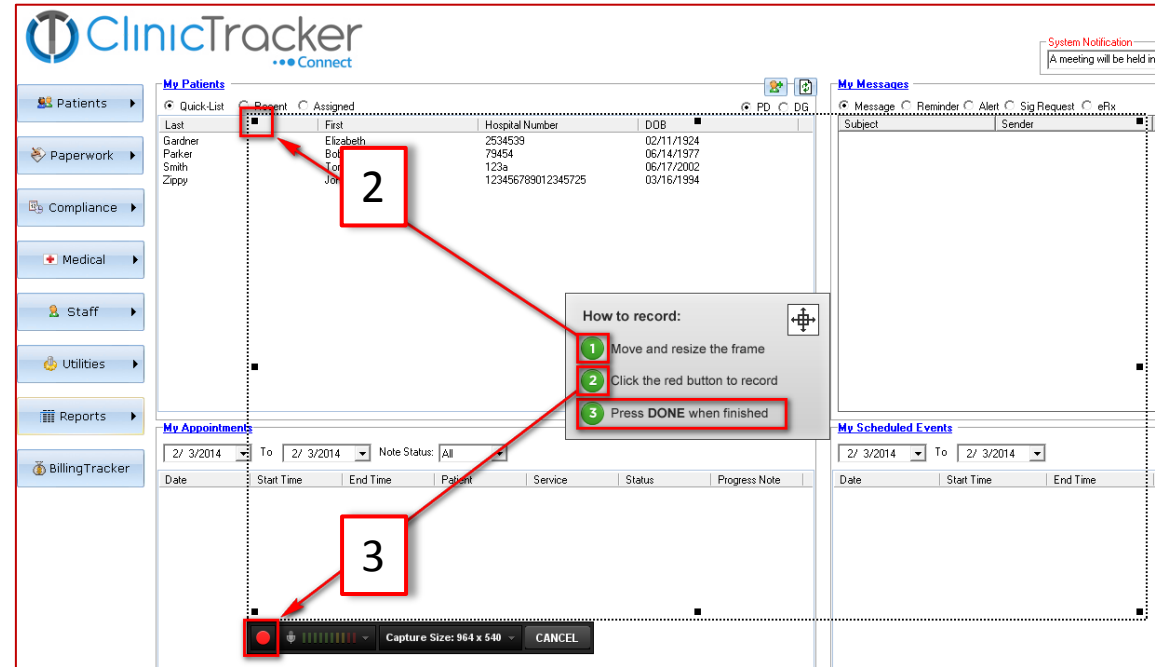 ClinicTracker
Connect
System Notification
A meeting will be held in
Patients
Paperwork
Compliance
Medical
Staff
Utilities
Reports
BillingTracker
My Patients
Quick-List Recent Assigned PD DG
Last First Hospital Number DOB
Gardner Elizabeth 2534539 02/11/1924
Parker Bob 79454 06/14/1977
Smith 123a 06/17/2002
Zippy 123456789012345725 03/16/1994
2
My Messages
Message Reminder Alert Sig Request eRx
Subject Sender
How to record:
1 Move and resize the frame
2 Click the red button to record
3 Press DONE when finished
My Appointments
2/ 3/2014 To 2/ 3/2014 Note Status: All
Date Start Time End Time Patient Service Status Progress Note
3
My Scheduled Events
2/ 3/2014 To 2/ 3/2014
Date Start Time End Time
Capture Size: 964 x 540 CANCEL